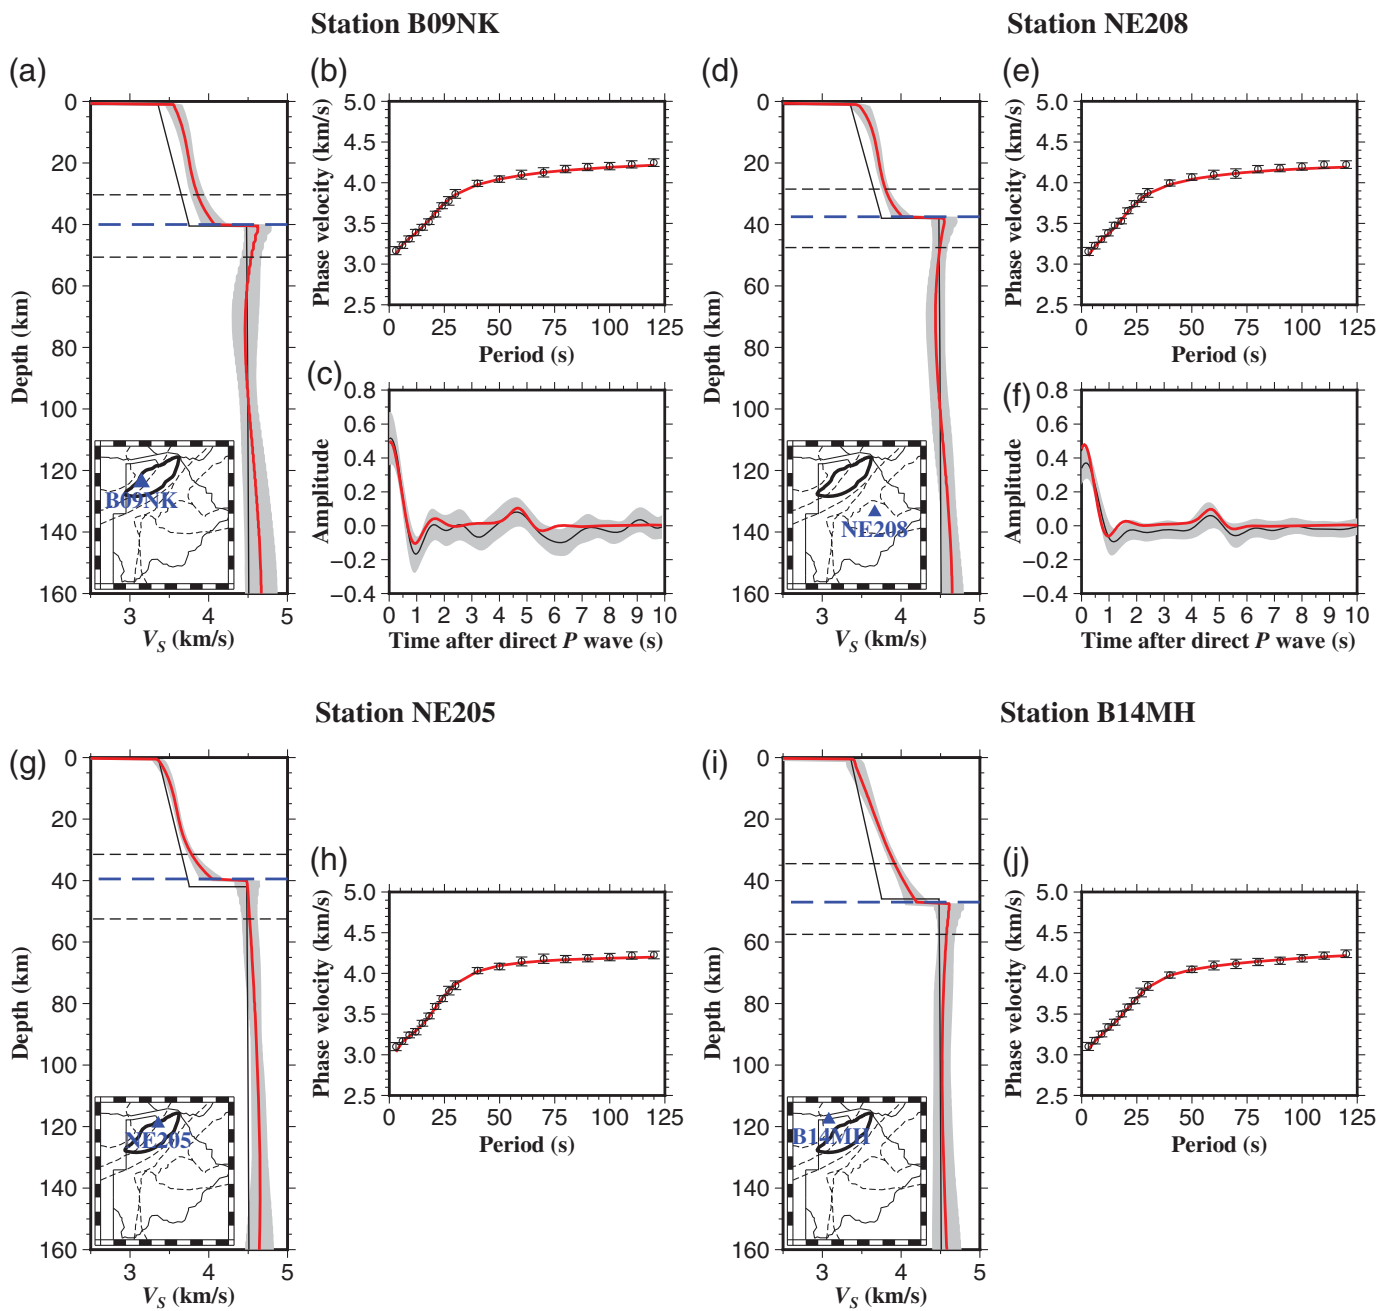 Station B09NK
Station NE208
(a)
(b)
(d)
(e)
0
20
40
60
80
100
120
140
160
Depth (km)
3
4
5
V_S (km/s)
B09NK
5.0
4.5
4.0
3.5
3.0
2.5
Phase velocity (km/s)
0 25 50 75 100 125
Period (s)
(c)
0.8
0.6
0.4
0.2
0.0
−0.2
−0.4
Amplitude
0 1 2 3 4 5 6 7 8 9 10
Time after direct P wave (s)
0
20
40
60
80
100
120
140
160
Depth (km)
3
4
5
V_S (km/s)
NE208
5.0
4.5
4.0
3.5
3.0
2.5
Phase velocity (km/s)
0 25 50 75 100 125
Period (s)
(f)
0.8
0.6
0.4
0.2
0.0
−0.2
−0.4
Amplitude
0 1 2 3 4 5 6 7 8 9 10
Time after direct P wave (s)
Station NE205
Station B14MH
(g)
(i)
0
20
40
60
80
100
120
140
160
Depth (km)
3
4
5
V_S (km/s)
NE205
(h)
5.0
4.5
4.0
3.5
3.0
2.5
Phase velocity (km/s)
0 25 50 75 100 125
Period (s)
0
20
40
60
80
100
120
140
160
Depth (km)
3
4
5
V_S (km/s)
B14MH
(j)
5.0
4.5
4.0
3.5
3.0
2.5
Phase velocity (km/s)
0 25 50 75 100 125
Period (s)